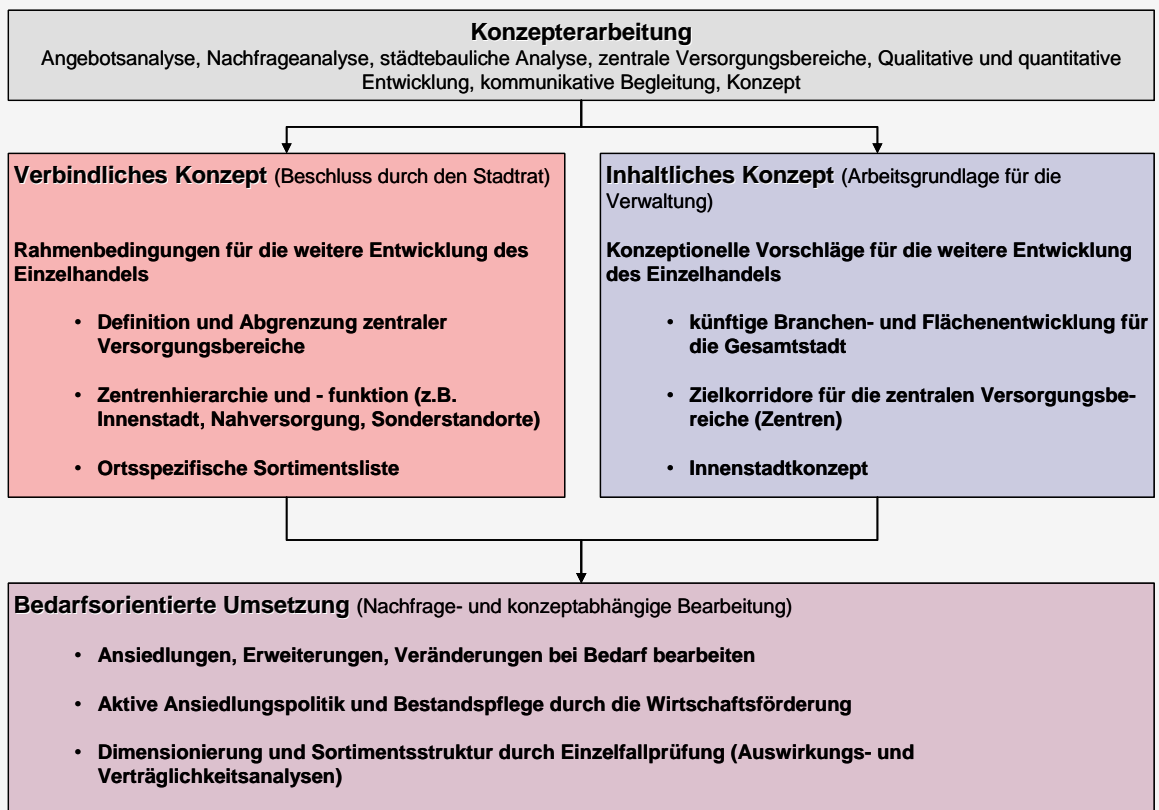 Konzepterarbeitung
Angebotsanalyse, Nachfrageanalyse, städtebauliche Analyse, zentrale Versorgungsbereiche, Qualitative und quantitative
Entwicklung, kommunikative Begleitung, Konzept
Verbindliches Konzept (Beschluss durch den Stadtrat)
Rahmenbedingungen für die weitere Entwicklung des
Einzelhandels
• Definition und Abgrenzung zentraler
Versorgungsbereiche
• Zentrenhierarchie und - funktion (z.B.
Innenstadt, Nahversorgung, Sonderstandorte)
• Ortsspezifische Sortimentsliste
Inhaltliches Konzept (Arbeitsgrundlage für die
Verwaltung)
Konzeptionelle Vorschläge für die weitere Entwicklung
des Einzelhandels
• künftige Branchen- und Flächenentwicklung für
die Gesamtstadt
• Zielkorridore für die zentralen Versorgungsbe-
reiche (Zentren)
• Innenstadtkonzept
Bedarfsorientierte Umsetzung (Nachfrage- und konzeptabhängige Bearbeitung)
• Ansiedlungen, Erweiterungen, Veränderungen bei Bedarf bearbeiten
• Aktive Ansiedlungspolitik und Bestandspflege durch die Wirtschaftsförderung
• Dimensionierung und Sortimentsstruktur durch Einzelfallprüfung (Auswirkungs- und
Verträglichkeitsanalysen)